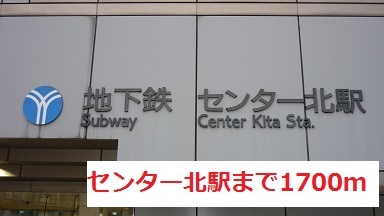 地下鉄 センター北駅
Subway Center Kita Sta.
センター北駅まで1700m